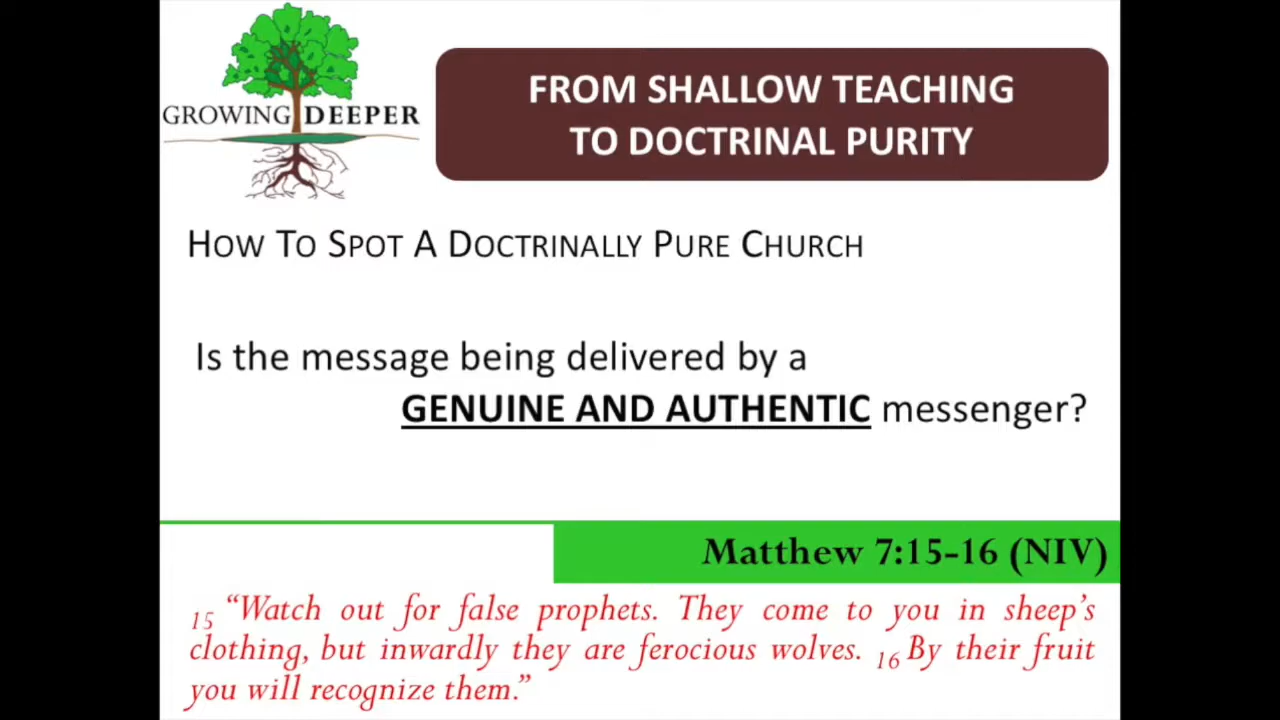 GROWING DEEPER
FROM SHALLOW TEACHING
TO DOCTRINAL PURITY
HOW TO SPOT A DOCTRINALLY PURE CHURCH
Is the message being delivered by a
GENUINE AND AUTHENTIC messenger?
Matthew 7:15-16 (NIV)
15 “Watch out for false prophets. They come to you in sheep’s
clothing, but inwardly they are ferocious wolves. 16 By their fruit
you will recognize them.”